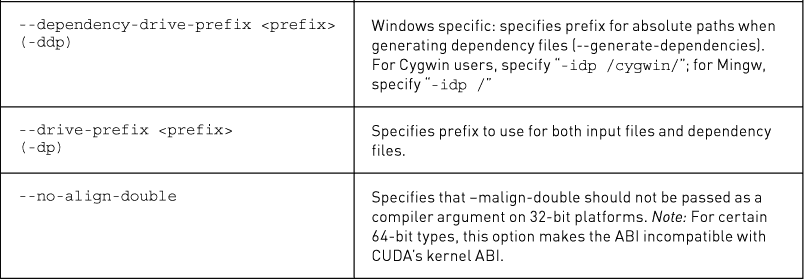 --dependency-drive-prefix <prefix>
(-ddp)
Windows specific: specifies prefix for absolute paths when
generating dependency files (--generate-dependencies).
For Cygwin users, specify “-idp /cygwin/”; for Mingw,
specify “-idp /”
--drive-prefix <prefix>
(-dp)
Specifies prefix to use for both input files and dependency
files.
--no-align-double
Specifies that –malign-double should not be passed as a
compiler argument on 32-bit platforms. Note: For certain
64-bit types, this option makes the ABI incompatible with
CUDA’s kernel ABI.